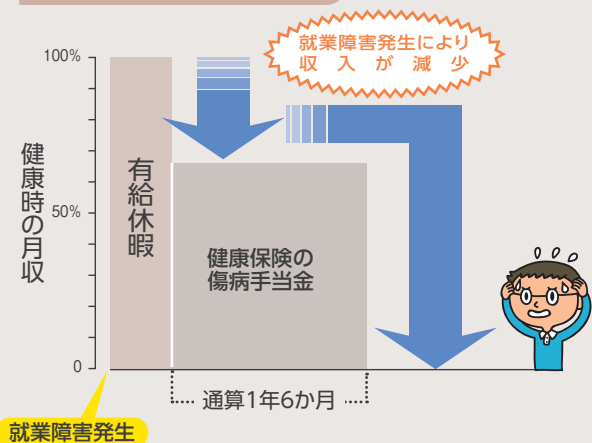 就業障害発生により
収入が減少
100%
健康時の月収
有給休暇
50%
健康保険の
傷病手当金
0
通算1年6か月
就業障害発生